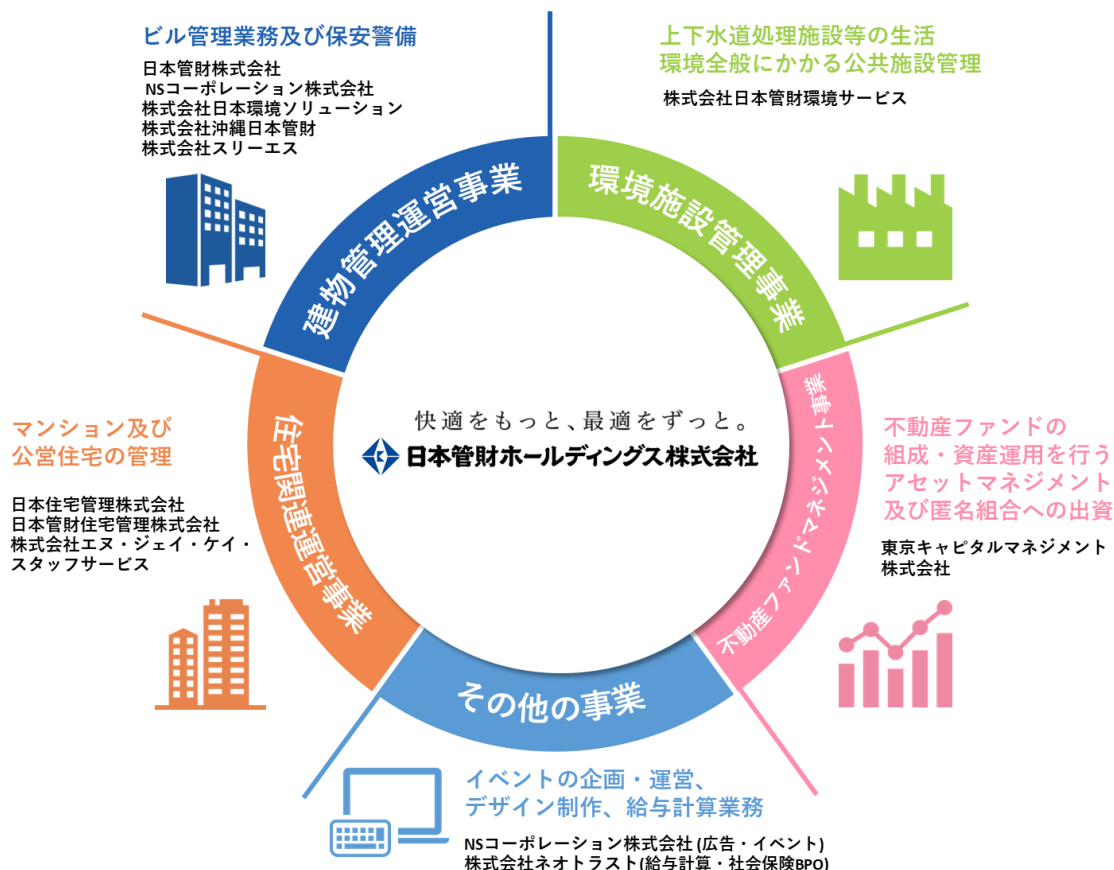 ビル管理業務及び保安警備
日本管財株式会社
NSコーポレーション株式会社
株式会社日本環境ソリューション
株式会社沖縄日本管財
株式会社スリーエス
建物管理運営事業
上下水道処理施設等の生活
環境全般にかかる公共施設管理
株式会社日本管財環境サービス
環境施設管理事業
快適をもっと、最適をずっと。
日本管財ホールディングス株式会社
マンション及び
公営住宅の管理
日本住宅管理株式会社
日本管財住宅管理株式会社
株式会社エヌ・ジェイ・ケイ・
スタッフサービス
住宅関連運営事業
不動産ファンドの
組成・資産運用を行う
アセットマネジメント
及び匿名組合への出資
東京キャピタルマネジメント
株式会社
不動産ファンドマネジメント事業
その他の事業
イベントの企画・運営、
デザイン制作、給与計算業務
NSコーポレーション株式会社 (広告・イベント)
株式会社ネオトラスト(給与計算・社会保険BPO)